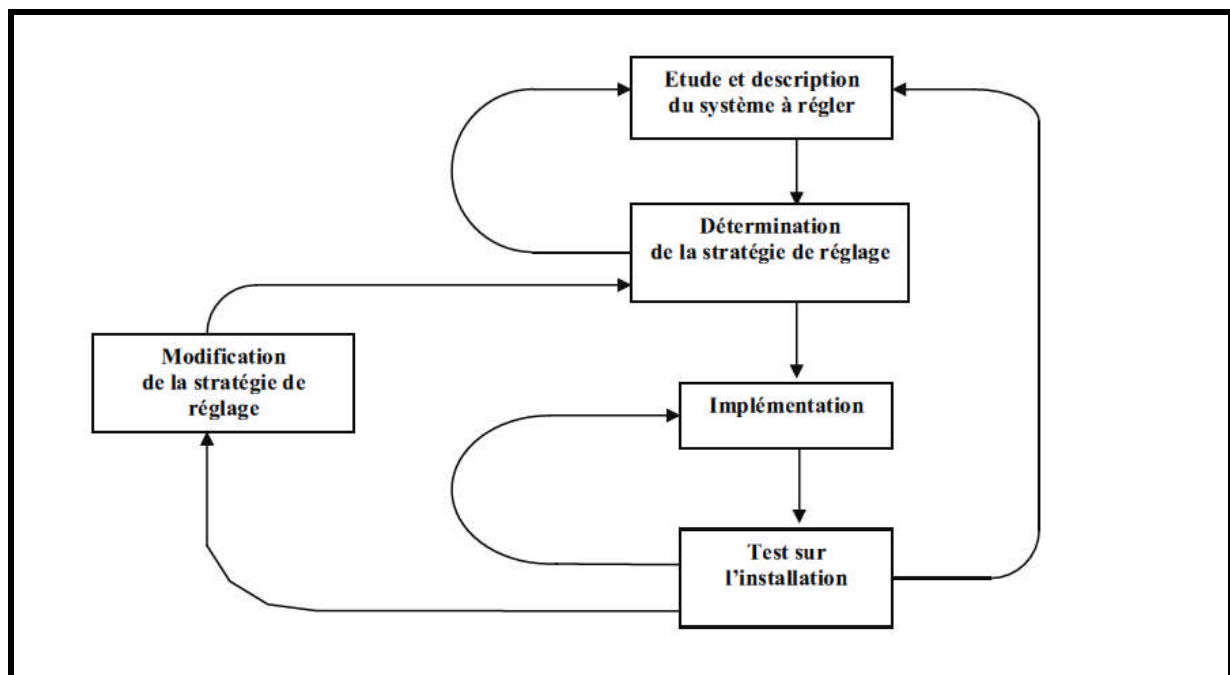 Etude et description
du système à régler
Détermination
de la stratégie de réglage
Modification
de la stratégie de
réglage
Implémentation
Test sur
l'installation